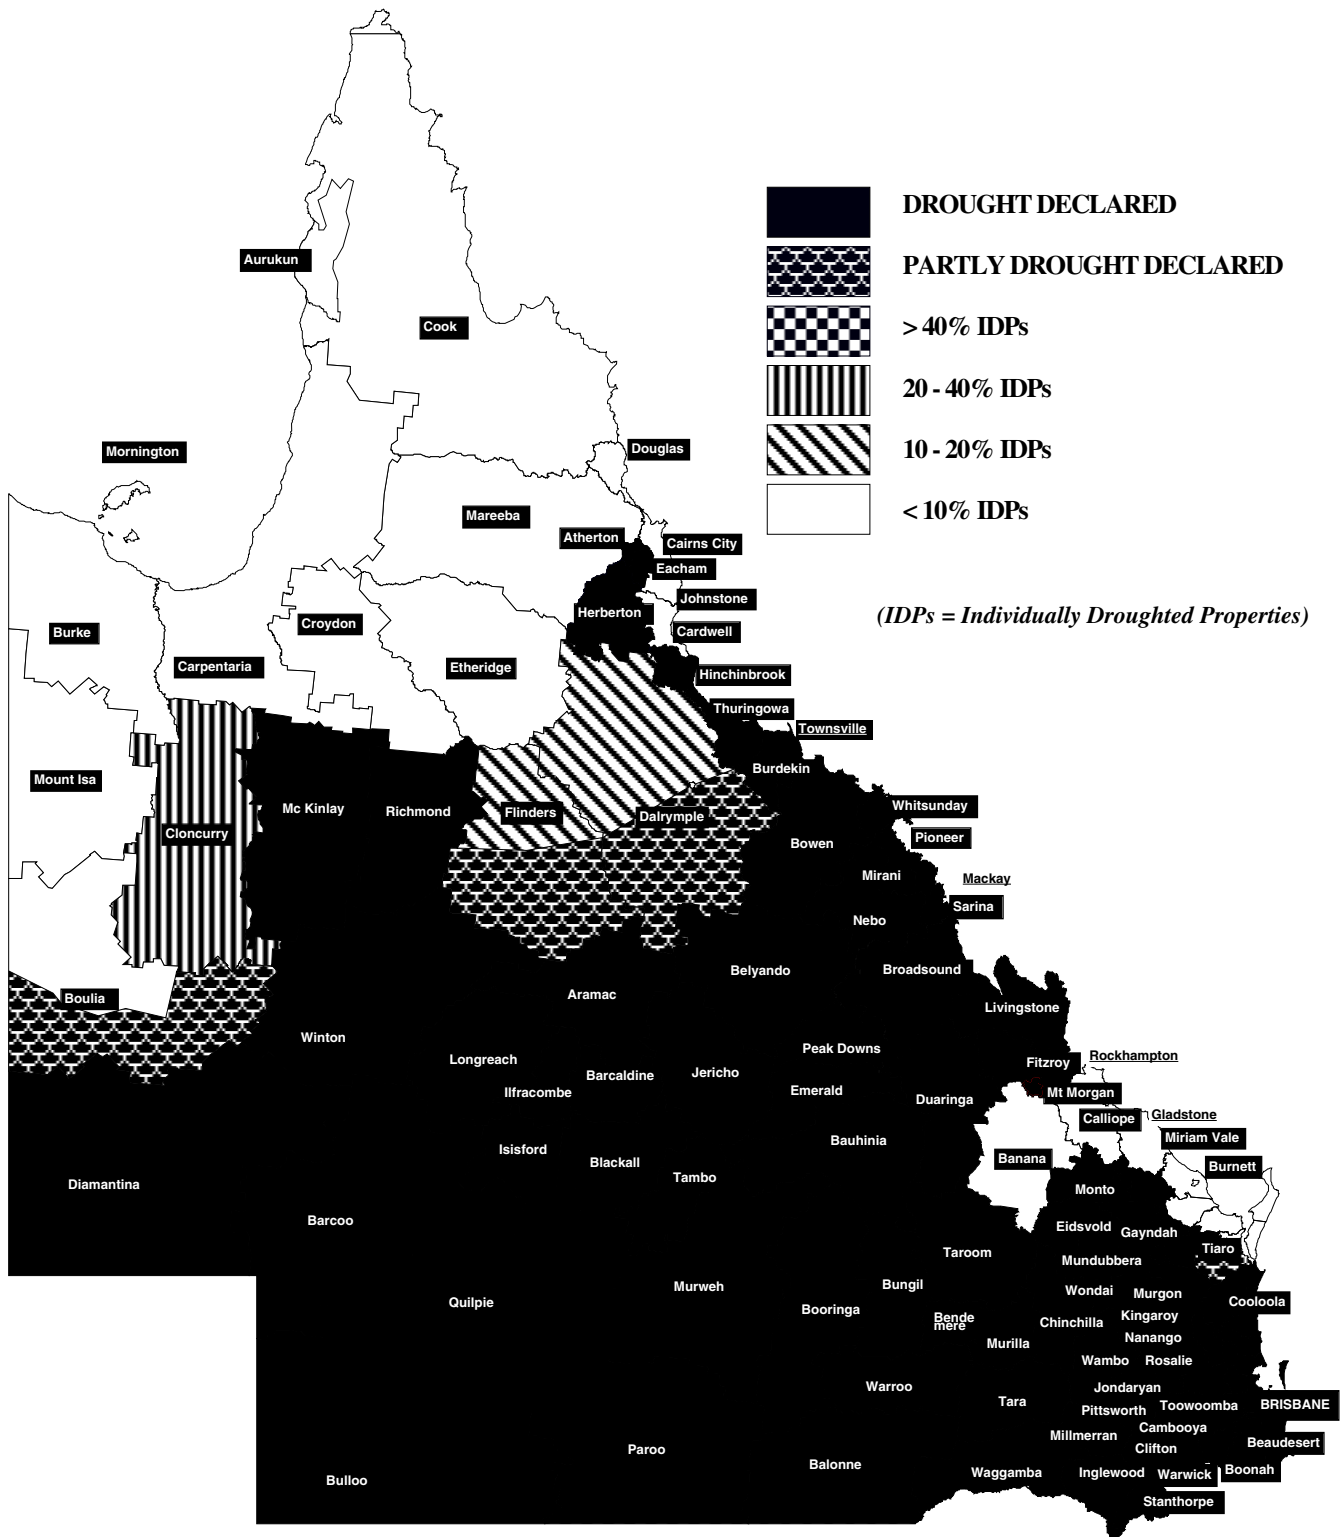 DROUGHT DECLARED
PARTLY DROUGHT DECLARED
> 40% IDPs
20 - 40% IDPs
10 - 20% IDPs
< 10% IDPs
(IDPs = Individually Droughted Properties)
Aurukun
Cook
Mornington
Douglas
Mareeba
Atherton
Cairns City
Eacham
Johnstone
Herberton
Croydon
Burke
Cardwell
Carpentaria
Etheridge
Hinchinbrook
Thuringowa
Townsville
Burdekin
Mount Isa
Mc Kinlay
Richmond
Flinders
Dalrymple
Whitsunday
Cloncurry
Pioneer
Bowen
Mirani
Mackay
Sarina
Nebo
Belyando
Broadsound
Boulia
Aramac
Livingstone
Winton
Peak Downs
Longreach
Rockhampton
Fitzroy
Barcaldine
Jericho
Ilfracombe
Emerald
Mt Morgan
Duaringa
Gladstone
Calliope
Miriam Vale
Bauhinia
Isisford
Blackall
Banana
Burnett
Tambo
Diamantina
Monto
Barcoo
Eidsvold
Gayndah
Taroom
Tiaro
Mundubbera
Bungil
Murweh
Wondai
Murgon
Quilpie
Booringa
Cooloola
Bende
mere
Chinchilla
Kingaroy
Nanango
Murilla
Wambo
Rosalie
Warroo
Jondaryan
Tara
Pittsworth
Toowoomba
BRISBANE
Cambooya
Millmerran
Clifton
Beaudesert
Paroo
Balonne
Bulloo
Waggamba
Inglewood
Warwick
Boonah
Stanthorpe